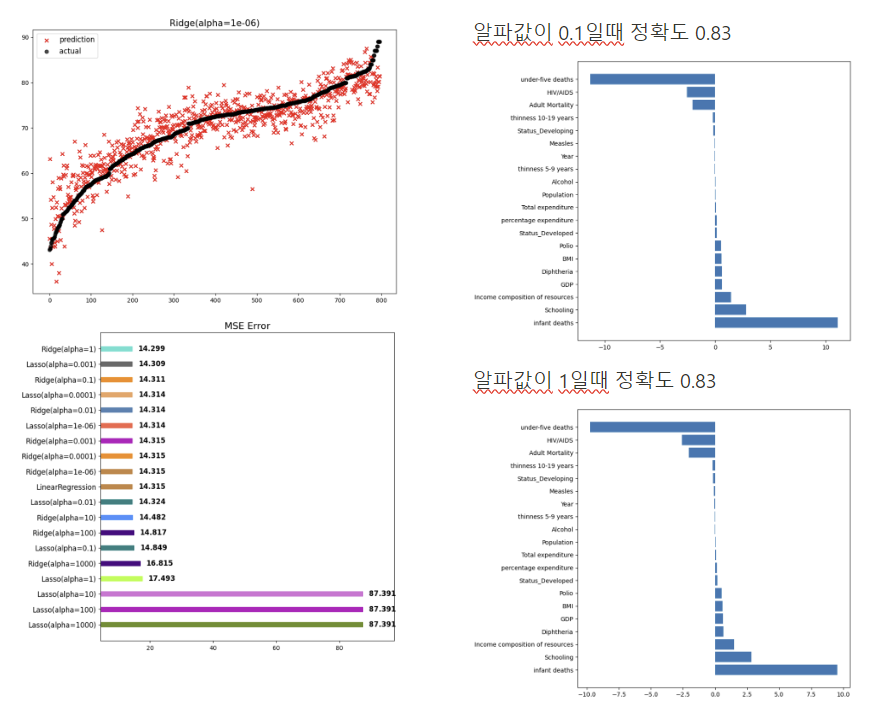 Ridge(alpha=1e-06)
prediction
actual
90
80
70
60
50
40
0
100
200
300
400
500
600
700
800
MSE Error
Ridge(alpha=1)
14.299
Lasso(alpha=0.001)
14.309
Ridge(alpha=0.1)
14.311
Lasso(alpha=0.0001)
14.314
Ridge(alpha=0.01)
14.314
Lasso(alpha=1e-06)
14.314
Ridge(alpha=0.001)
14.315
Ridge(alpha=0.0001)
14.315
Ridge(alpha=1e-06)
14.315
LinearRegression
14.315
Lasso(alpha=0.01)
14.324
Ridge(alpha=10)
14.482
Ridge(alpha=100)
14.817
Lasso(alpha=0.1)
14.849
Ridge(alpha=1000)
16.815
Lasso(alpha=1)
17.493
Lasso(alpha=10)
87.391
Lasso(alpha=100)
87.391
Lasso(alpha=1000)
87.391
20
40
60
80
알파값이 0.1일때 정확도 0.83
under-five deaths
HIV/AIDS
Adult Mortality
thinness 10-19 years
Status_Developing
Measles
Year
thinness 5-9 years
Alcohol
Population
Total expenditure
percentage expenditure
Status_Developed
Polio
BMI
Diphtheria
GDP
Income composition of resources
Schooling
infant deaths
−10
−5
0
5
10
알파값이 1일때 정확도 0.83
under-five deaths
HIV/AIDS
Adult Mortality
thinness 10-19 years
Status_Developing
Measles
Year
thinness 5-9 years
Alcohol
Population
Total expenditure
percentage expenditure
Status_Developed
Polio
BMI
GDP
Diphtheria
Income composition of resources
Schooling
infant deaths
−10.0
−7.5
−5.0
−2.5
0.0
2.5
5.0
7.5
10.0